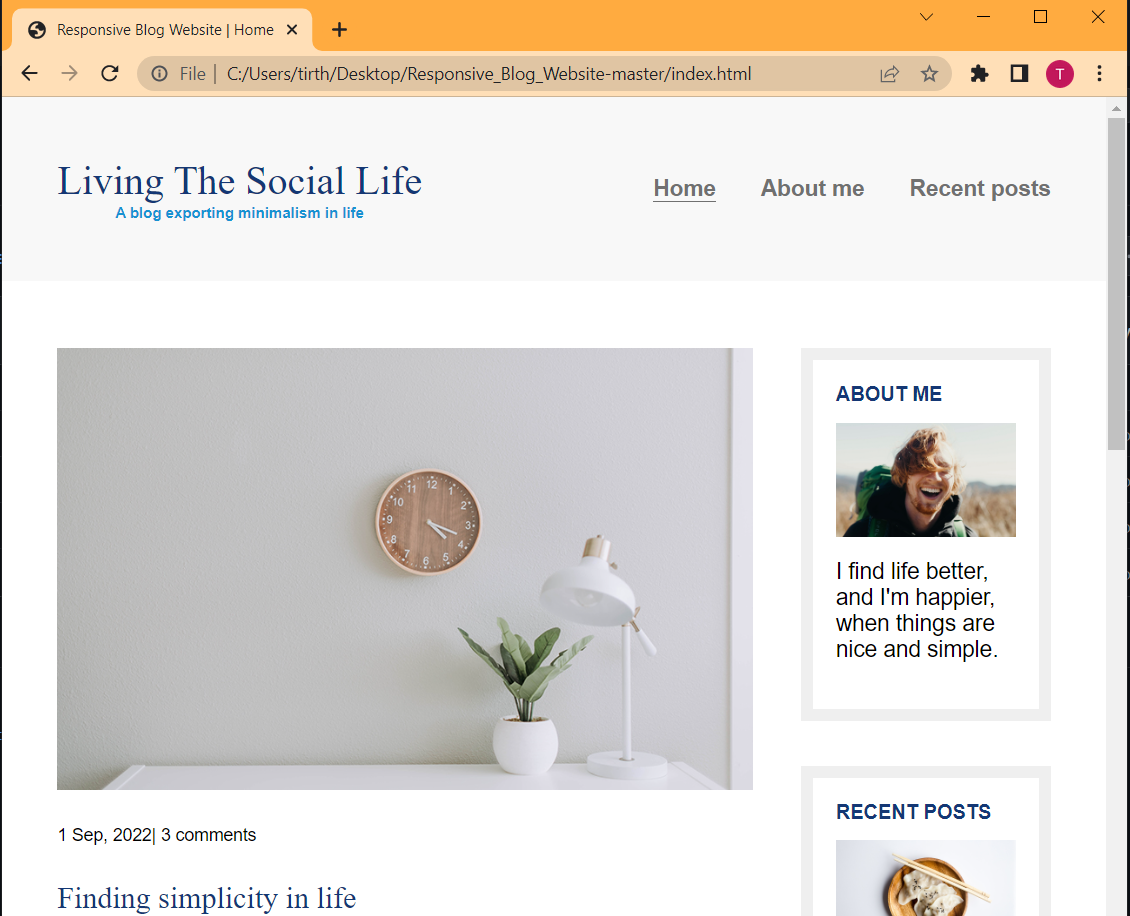 Responsive Blog Website | Home
File | C:/Users/tirth/Desktop/Responsive_Blog_Website-master/index.html
T
Living The Social Life
A blog exporting minimalism in life
Home About me Recent posts
12
1
2
3
4
5
6
7
8
9
10
11
ABOUT ME
I find life better,
and I'm happier,
when things are
nice and simple.
1 Sep, 2022| 3 comments
Finding simplicity in life
RECENT POSTS